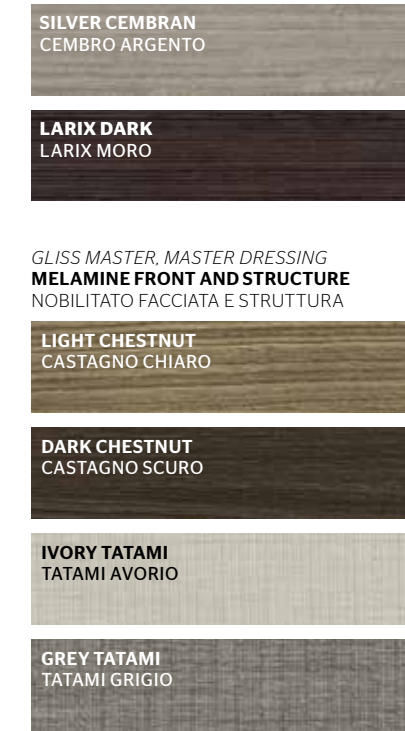 SILVER CEMBRAN
CEMBRO ARGENTO
LARIX DARK
LARIX MORO
GLISS MASTER, MASTER DRESSING
MELAMINE FRONT AND STRUCTURE
NOBILITATO FACCIATA E STRUTTURA
LIGHT CHESTNUT
CASTAGNO CHIARO
DARK CHESTNUT
CASTAGNO SCURO
IVORY TATAMI
TATAMI AVORIO
GREY TATAMI
TATAMI GRIGIO